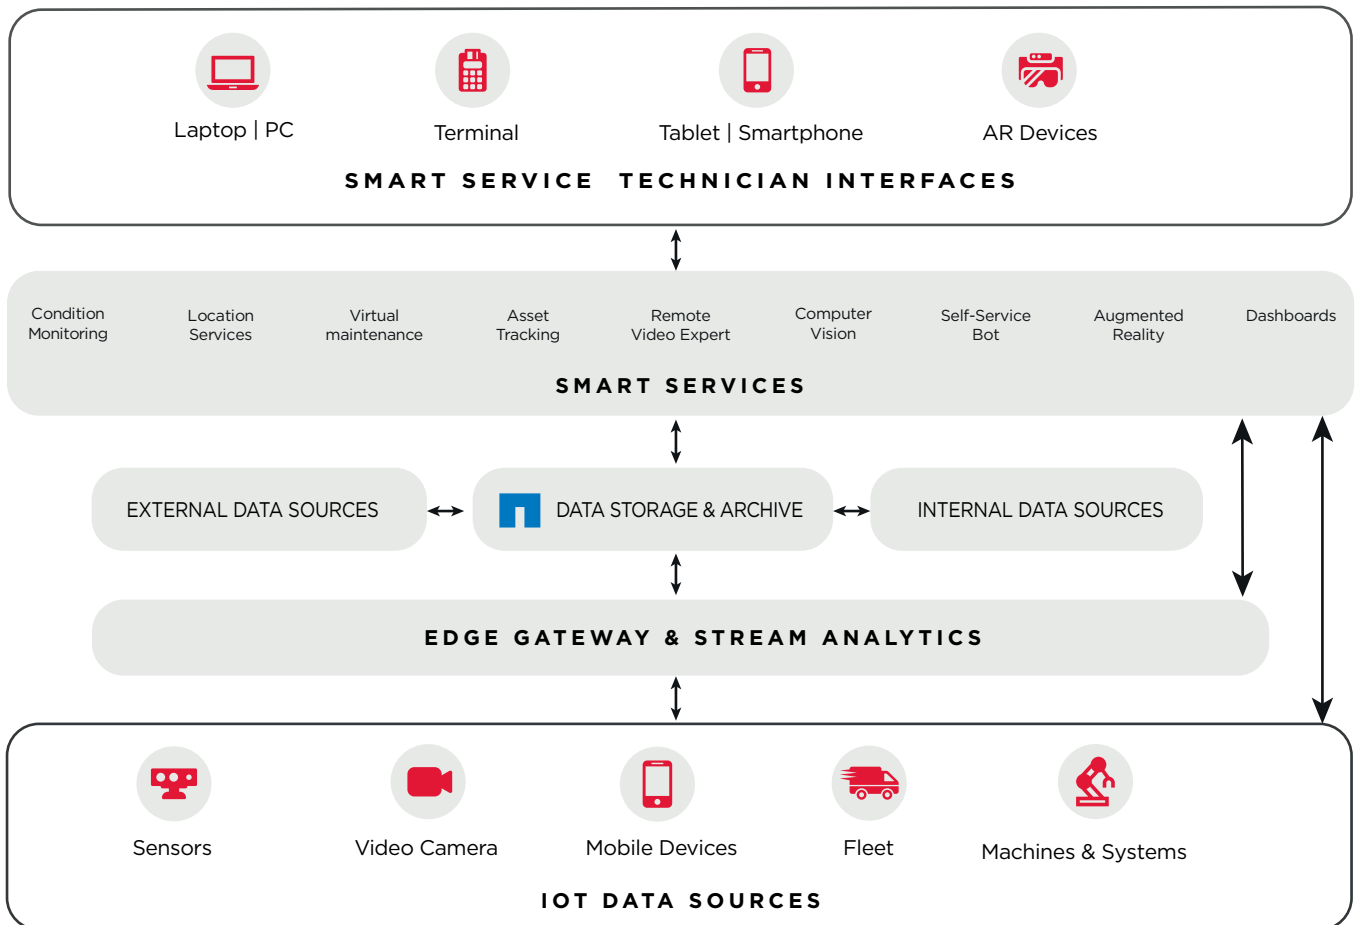 Laptop | PC
Terminal
Tablet | Smartphone
AR Devices
SMART SERVICE TECHNICIAN INTERFACES
Condition
Monitoring
Location
Services
Virtual
maintenance
Asset
Tracking
Remote
Video Expert
Computer
Vision
Self-Service
Bot
Augmented
Reality
Dashboards
SMART SERVICES
EXTERNAL DATA SOURCES
DATA STORAGE & ARCHIVE
INTERNAL DATA SOURCES
EDGE GATEWAY & STREAM ANALYTICS
Sensors
Video Camera
Mobile Devices
Fleet
Machines & Systems
IOT DATA SOURCES